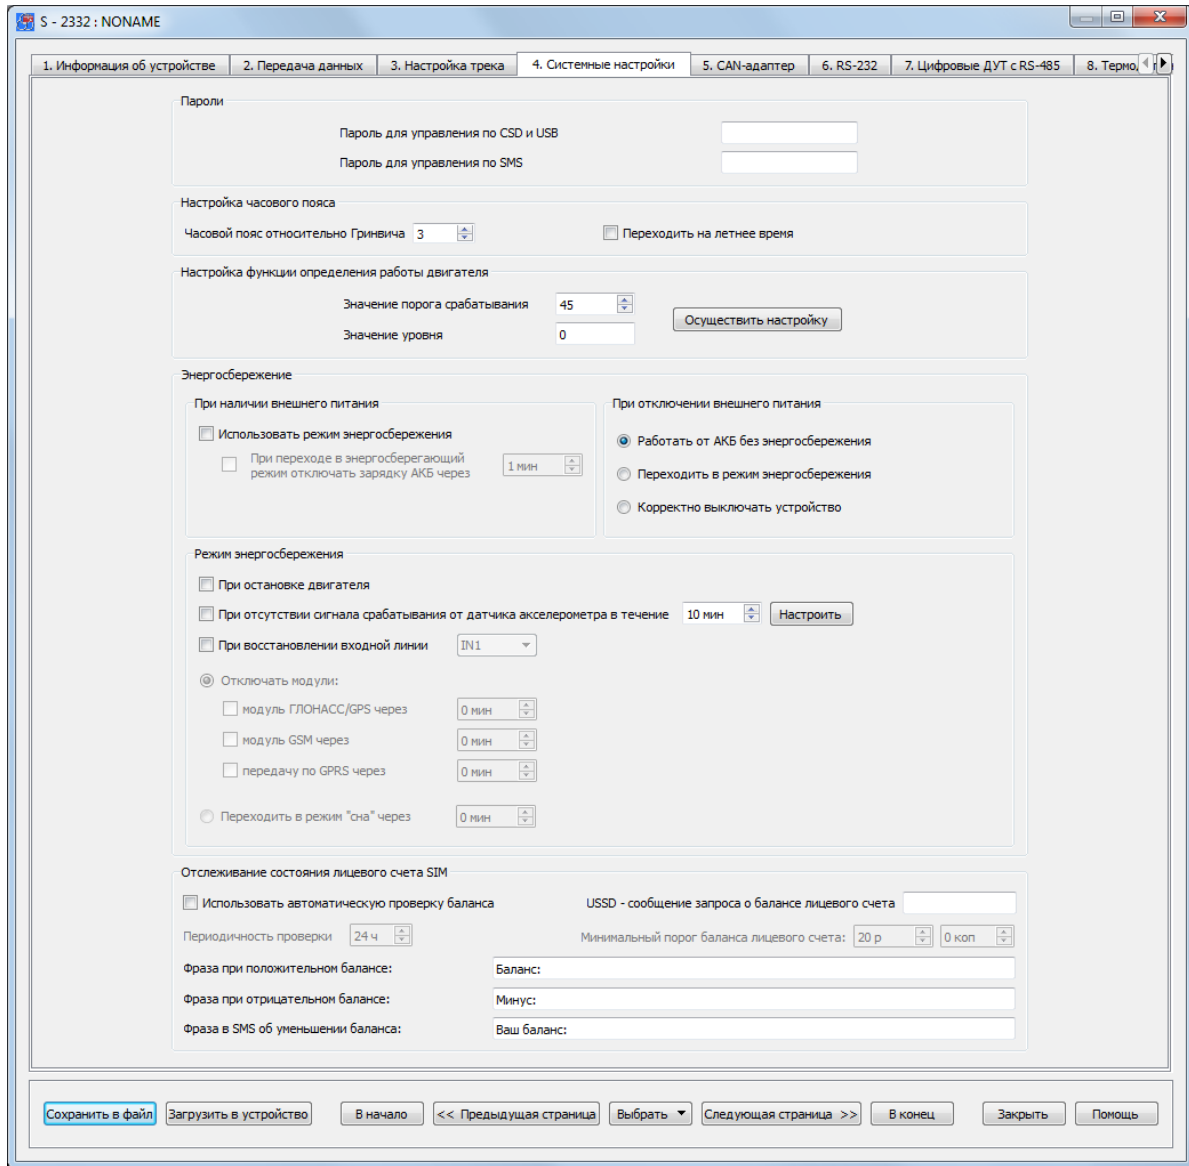 S - 2332 : NONAME
1. Информация об устройстве
2. Передача данных
3. Настройка трека
4. Системные настройки
5. CAN-адаптер
6. RS-232
7. Цифровые ДУТ с RS-485
8. Термо
Пароли
Пароль для управления по CSD и USB
Пароль для управления по SMS
Настройка часового пояса
Часовой пояс относительно Гринвича 3
Переходить на летнее время
Настройка функции определения работы двигателя
Значение порога срабатывания 45
Осуществить настройку
Значение уровня 0
Энергосбережение
При наличии внешнего питания
Использовать режим энергосбережения
При переходе в энергосберегающий
режим отключать зарядку АКБ через
1 мин
При отключении внешнего питания
Работать от АКБ без энергосбережения
Переходить в режим энергосбережения
Корректно выключать устройство
Режим энергосбережения
При остановке двигателя
При отсутствии сигнала срабатывания от датчика акселерометра в течение 10 мин Настроить
При восстановлении входной линии IN1
Отключать модули:
модуль ГЛОНАСС/GPS через 0 мин
модуль GSM через 0 мин
передачу по GPRS через 0 мин
Переходить в режим "сна" через 0 мин
Отслеживание состояния лицевого счета SIM
Использовать автоматическую проверку баланса
USSD - сообщение запроса о балансе лицевого счета
Периодичность проверки 24 ч
Минимальный порог баланса лицевого счета: 20 р 0 коп
Фраза при положительном балансе: Баланс:
Фраза при отрицательном балансе: Минус:
Фраза в SMS об уменьшении баланса: Ваш баланс:
Сохранить в файл
Загрузить в устройство
В начало
<< Предыдущая страница
Выбрать
Следующая страница >>
В конец
Закрыть
Помощь